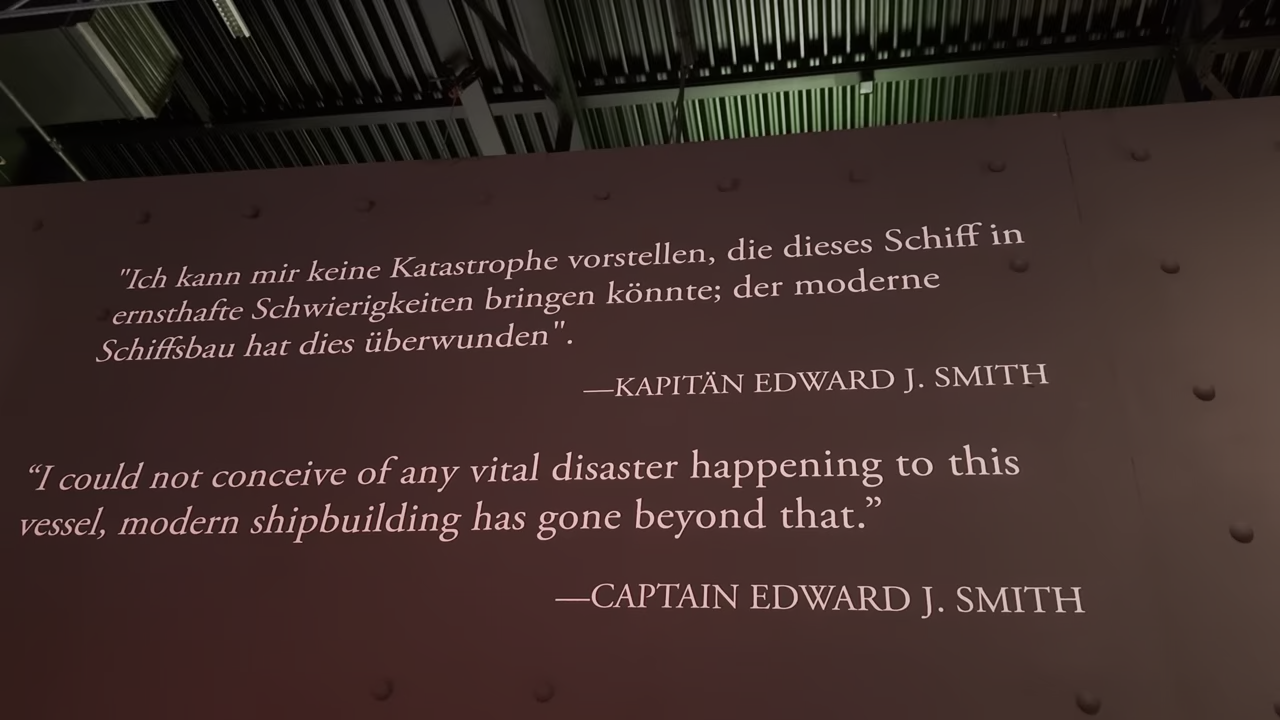 "Ich kann mir keine Katastrophe vorstellen, die dieses Schiff in
ernsthafte Schwierigkeiten bringen könnte; der moderne
Schiffsbau hat dies überwunden".
—KAPITÄN EDWARD J. SMITH
“I could not conceive of any vital disaster happening to this
vessel, modern shipbuilding has gone beyond that.”
—CAPTAIN EDWARD J. SMITH